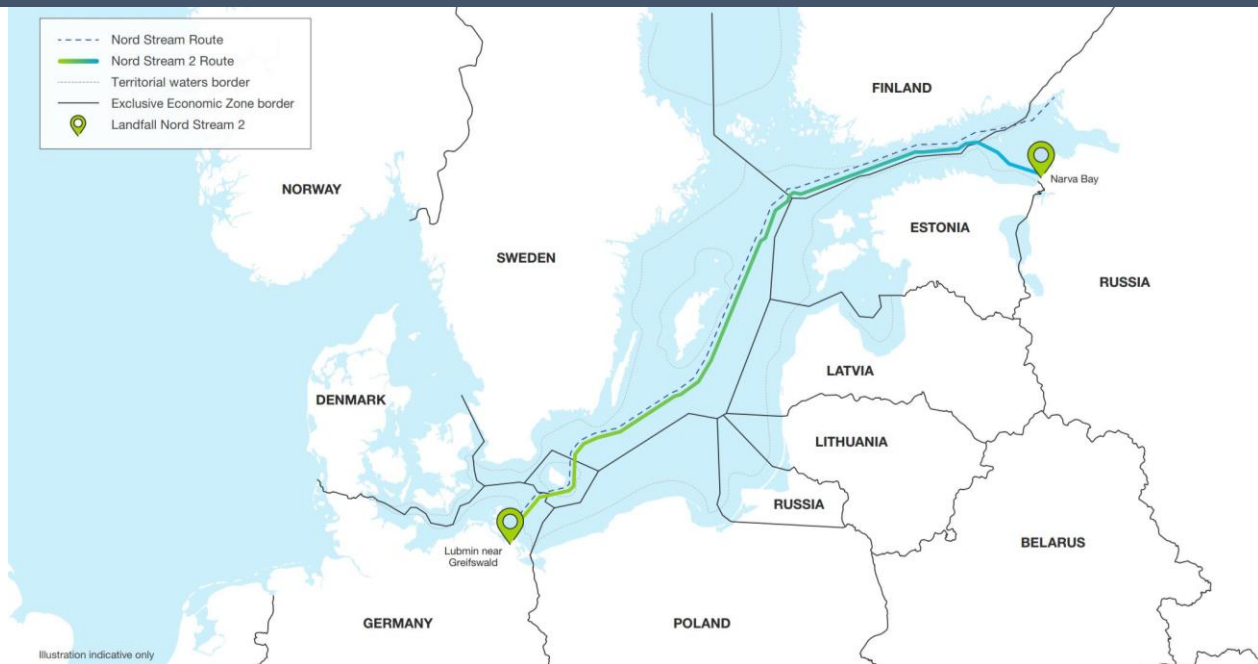 Nord Stream Route
Nord Stream 2 Route
Territorial waters border
Exclusive Economic Zone border
Landfall Nord Stream 2
FINLAND
NORWAY
Narva Bay
SWEDEN
ESTONIA
RUSSIA
LATVIA
DENMARK
LITHUANIA
RUSSIA
BELARUS
Lubmin near
Greifswald
GERMANY
POLAND
Illustration indicative only